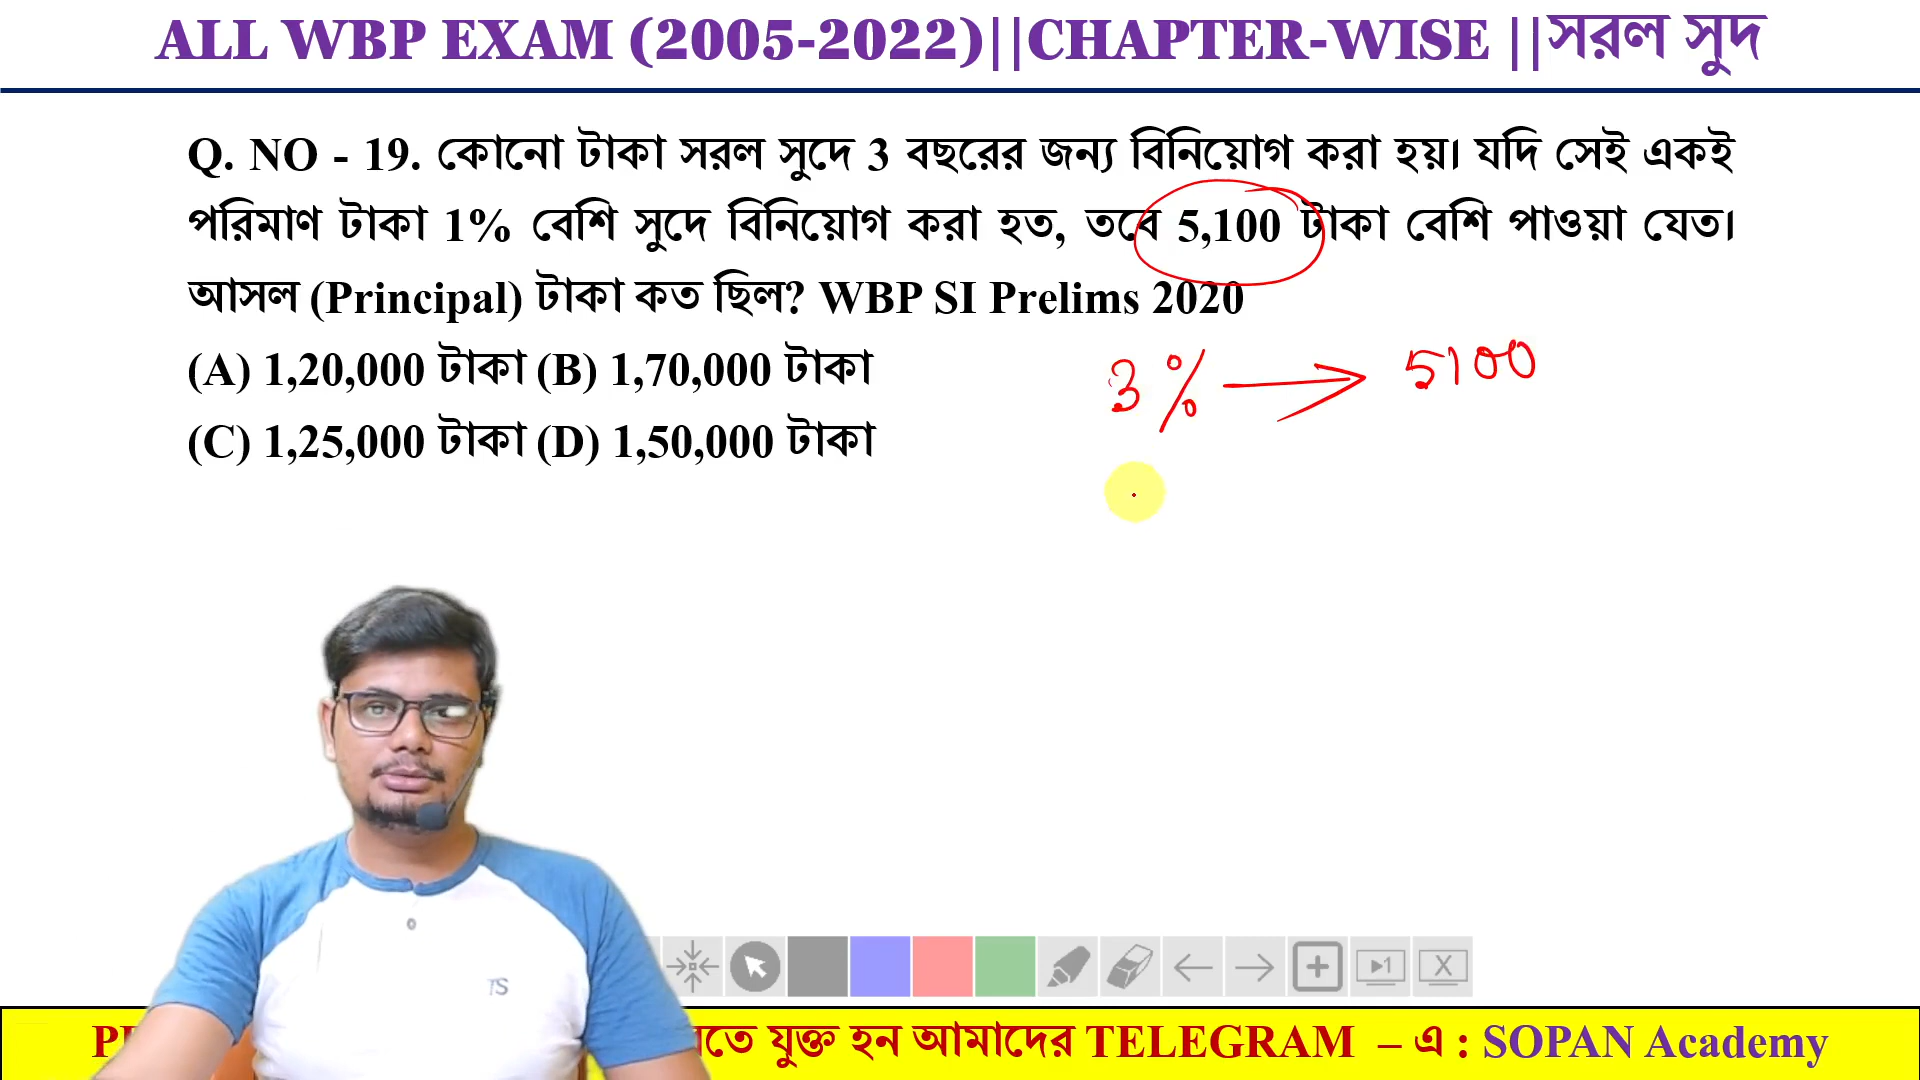 ALL WBP EXAM (2005-2022)||CHAPTER-WISE ||সরল সুদ
Q. NO - 19. কোনো টাকা সরল সুদে 3 বছরের জন্য বিনিয়োগ করা হয়। যদি সেই একই
পরিমাণ টাকা 1% বেশি সুদে বিনিয়োগ করা হত, তবে 5,100 টাকা বেশি পাওয়া যেত।
আসল (Principal) টাকা কত ছিল? WBP SI Prelims 2020
(A) 1,20,000 টাকা (B) 1,70,000 টাকা
(C) 1,25,000 টাকা (D) 1,50,000 টাকা
3 % → 5100
TS
যুক্ত হন আমাদের TELEGRAM – এ : SOPAN Academy